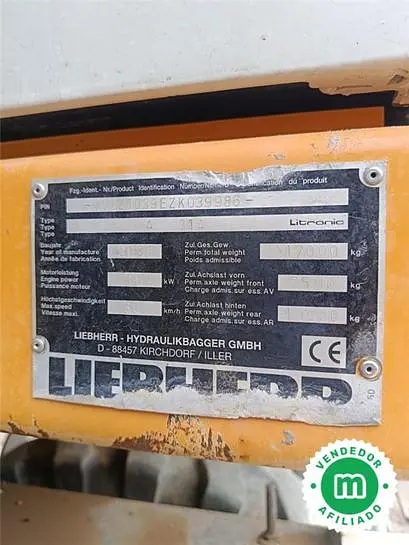 Fzg.-Ident.- Nr./Product Identification Number/Numéro d'identification du produit
PIN
Type A 314 Litronic
Type
Type
Baujahr
Year of manufacture
Année de fabrication
Zul.Ges.Gew
Perm.total weight 17000 kg
Poids admissible
Motorleistung
Engine power kW
Puissance moteur
Zul.Achslast vorn
Perm.axle weight front kg
Charge admis.sur ess.AV
Höchstgeschwindigkeit
Max.speed km/h
Vitesse maxi.
Zul.Achslast hinten
Perm.axle weight rear kg
Charge admis.sur ess.AR
LIEBHERR - HYDRAULIKBAGGER GMBH
D - 88457 KIRCHDORF / ILLER
CE
LIEBHERR
VENDEDOR
m
AFILIADO